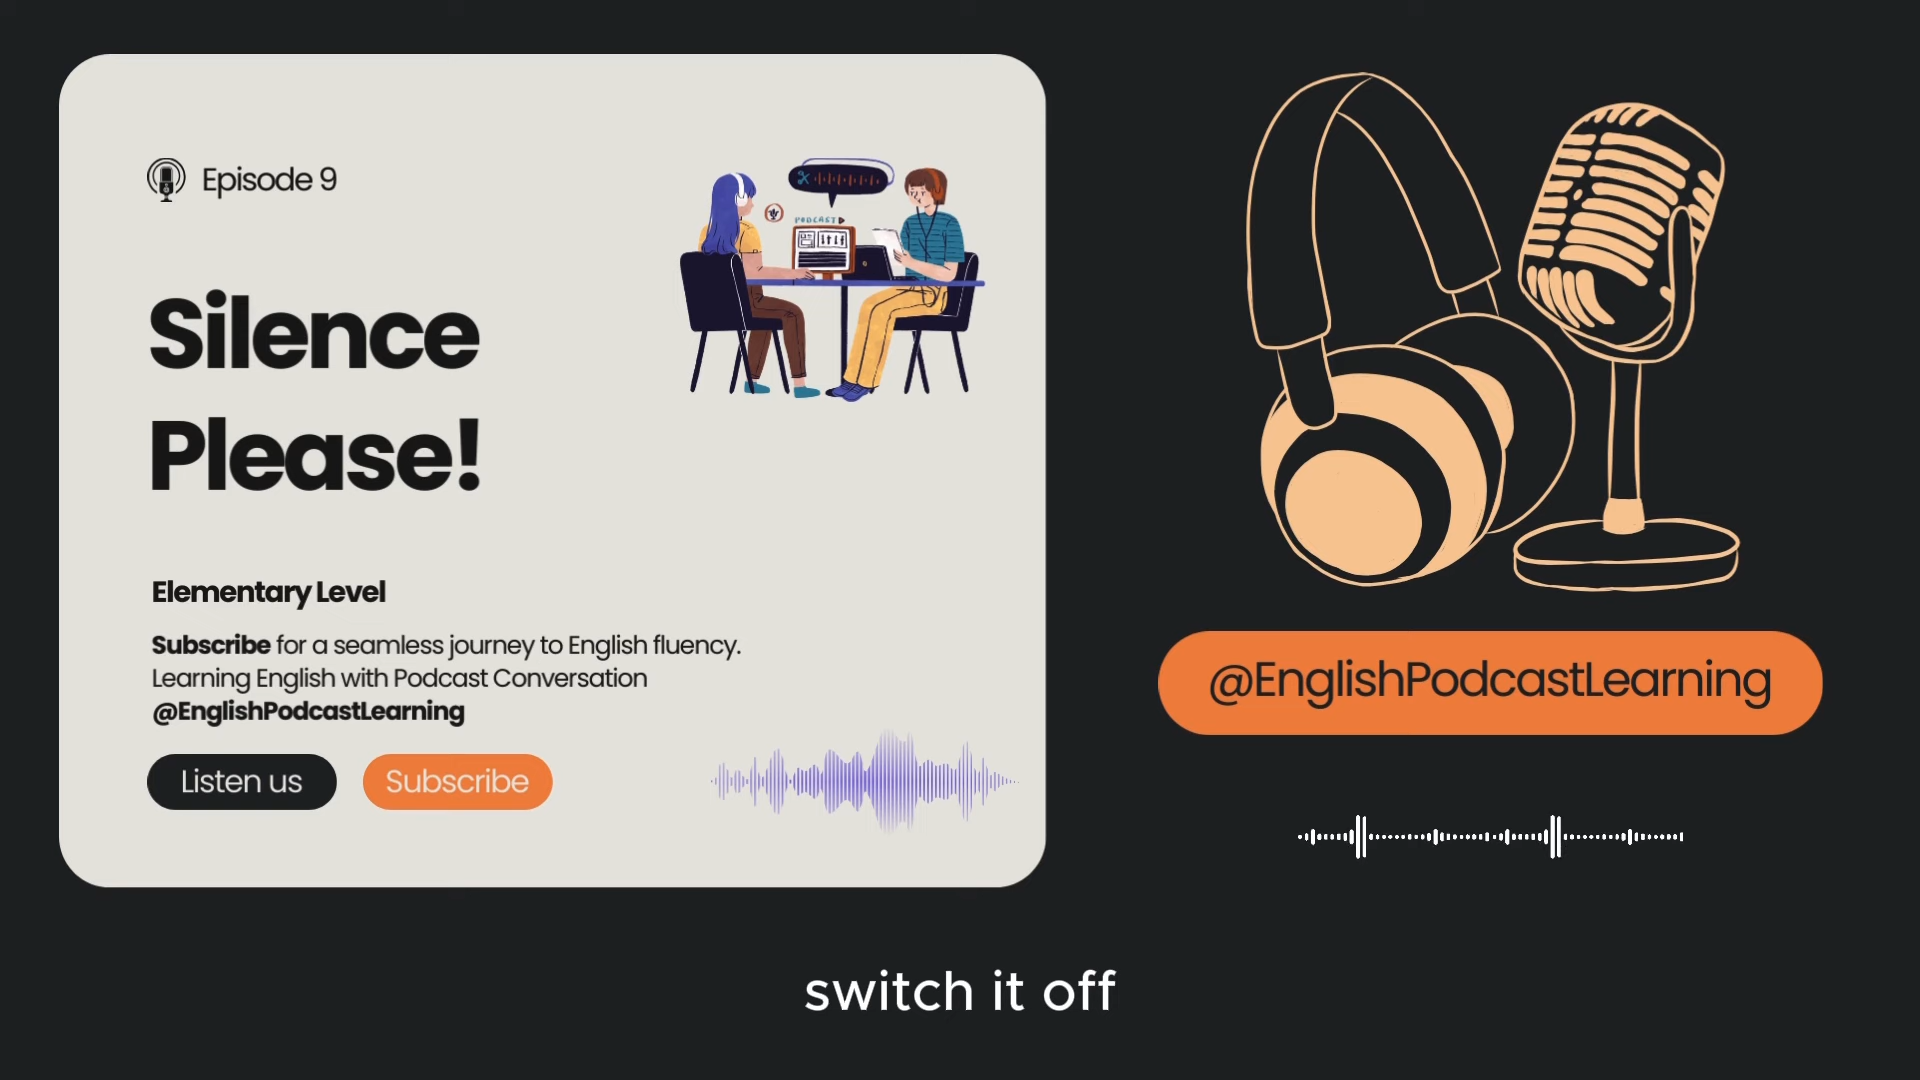 Episode 9
PODCAST
Silence
Please!
Elementary Level
Subscribe for a seamless journey to English fluency.
Learning English with Podcast Conversation
@EnglishPodcastLearning
Listen us
Subscribe
@EnglishPodcastLearning
switch it off